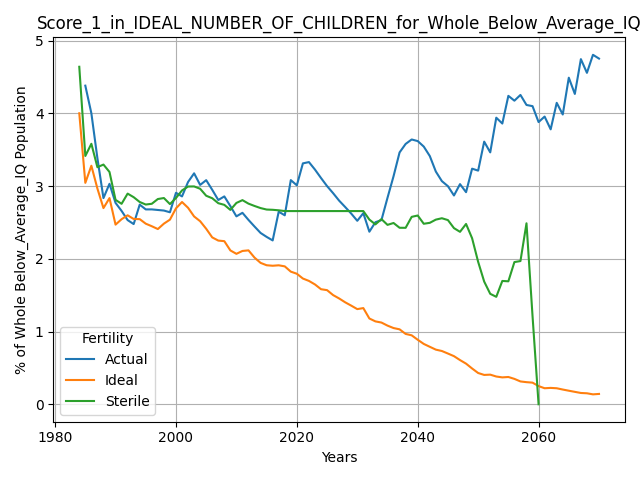 Score_1_in_IDEAL_NUMBER_OF_CHILDREN_for_Whole_Below_Average_IQ
% of Whole Below_Average_IQ Population
5
4
3
2
1
0
Fertility
Actual
Ideal
Sterile
1980
2000
2020
2040
2060
Years